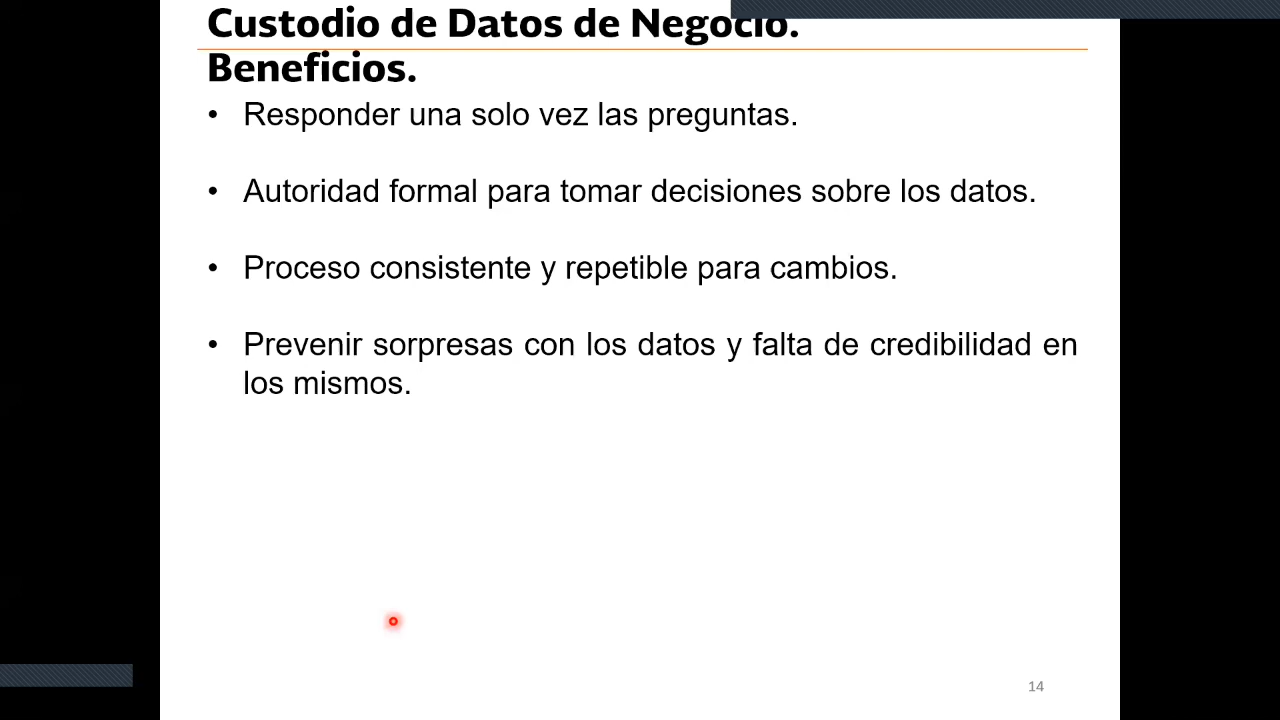 Custodio de Datos de Negocio.
Beneficios.
• Responder una solo vez las preguntas.
• Autoridad formal para tomar decisiones sobre los datos.
• Proceso consistente y repetible para cambios.
• Prevenir sorpresas con los datos y falta de credibilidad en
los mismos.
14